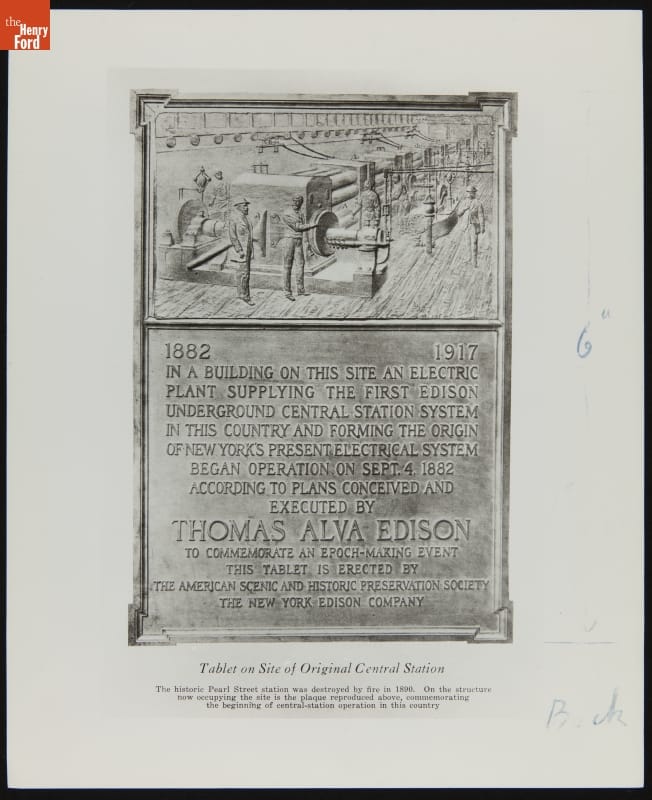 the
Henry
Ford
1882 1917
IN A BUILDING ON THIS SITE AN ELECTRIC
PLANT SUPPLYING THE FIRST EDISON
UNDERGROUND CENTRAL STATION SYSTEM
IN THIS COUNTRY AND FORMING THE ORIGIN
OF NEW YORK'S PRESENT ELECTRICAL SYSTEM
BEGAN OPERATION ON SEPT. 4, 1882
ACCORDING TO PLANS CONCEIVED AND
EXECUTED BY
THOMAS ALVA EDISON
TO COMMEMORATE AN EPOCH-MAKING EVENT
THIS TABLET IS ERECTED BY
THE AMERICAN SCENIC AND HISTORIC PRESERVATION SOCIETY
THE NEW YORK EDISON COMPANY
Tablet on Site of Original Central Station
The historic Pearl Street station was destroyed by fire in 1890. On the structure
now occupying the site is the plaque reproduced above, commemorating
the beginning of central-station operation in this country
6"